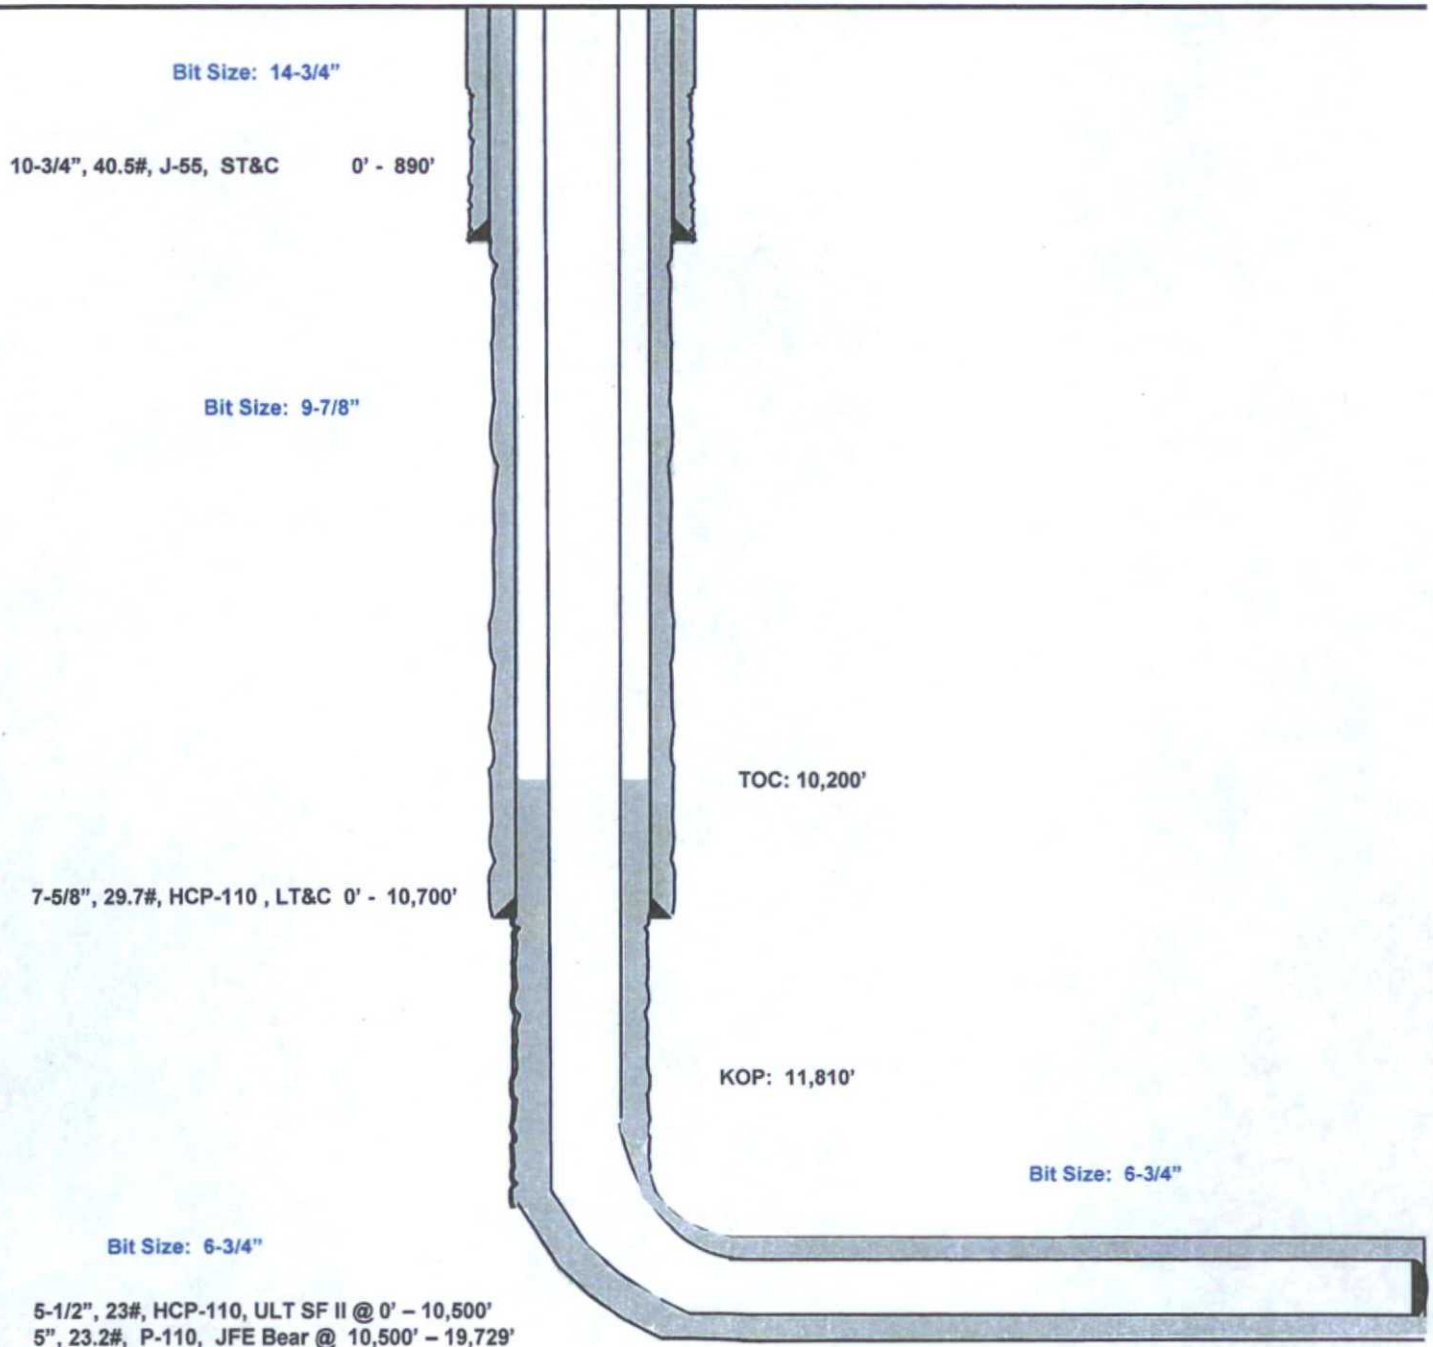 Bit Size: 14-3/4”
10-3/4”, 40.5#, J-55, ST&C 0’ - 890’
Bit Size: 9-7/8”
TOC: 10,200’
7-5/8”, 29.7#, HCP-110 , LT&C 0’ - 10,700’
KOP: 11,810’
Bit Size: 6-3/4”
Bit Size: 6-3/4”
5-1/2”, 23#, HCP-110, ULT SF II @ 0’ – 10,500’
5”, 23.2#, P-110, JFE Bear @ 10,500’ – 19,729’